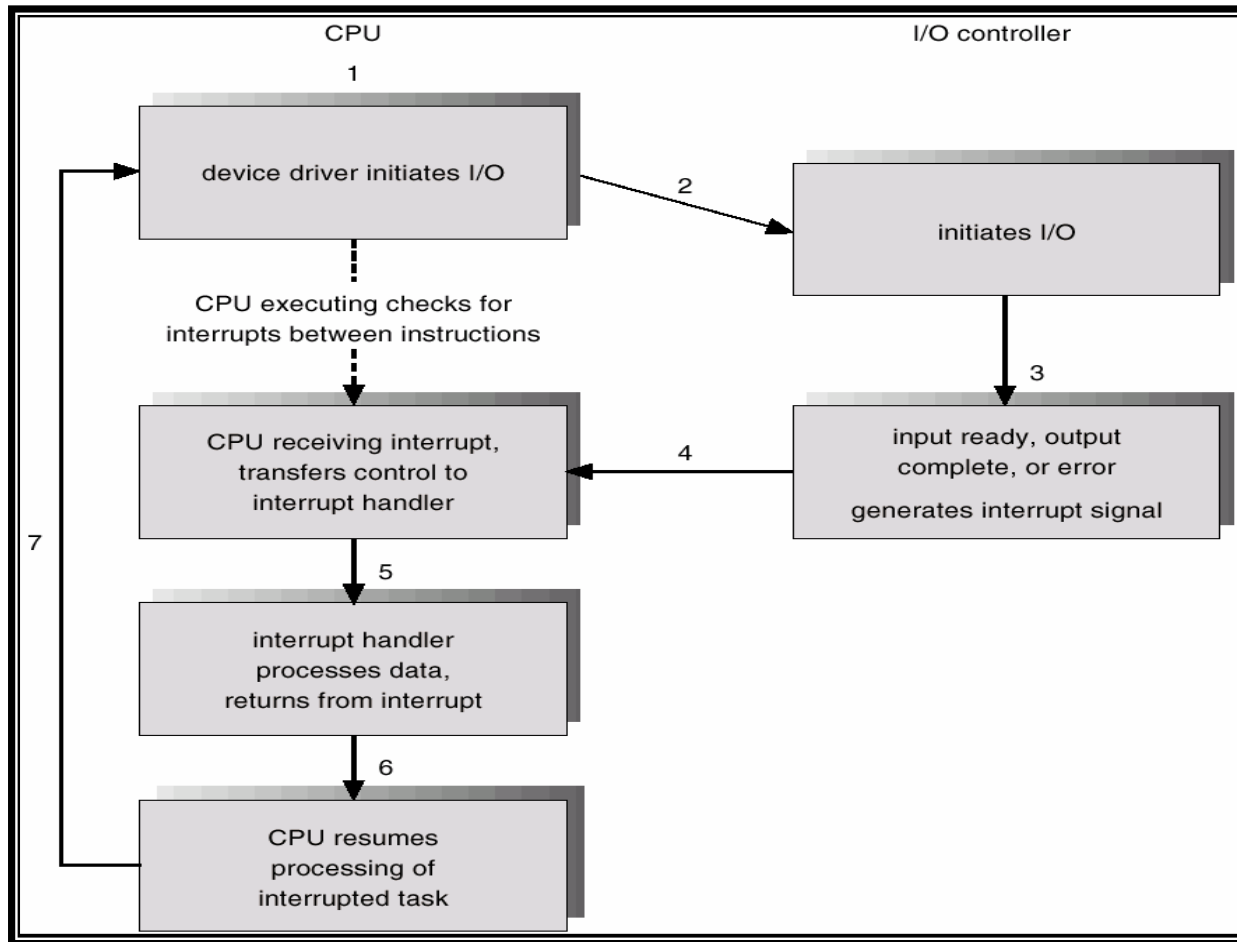 CPU
I/O controller
1
device driver initiates I/O
2
initiates I/O
CPU executing checks for
interrupts between instructions
3
CPU receiving interrupt,
transfers control to
interrupt handler
4
input ready, output
complete, or error
generates interrupt signal
7
5
interrupt handler
processes data,
returns from interrupt
6
CPU resumes
processing of
interrupted task